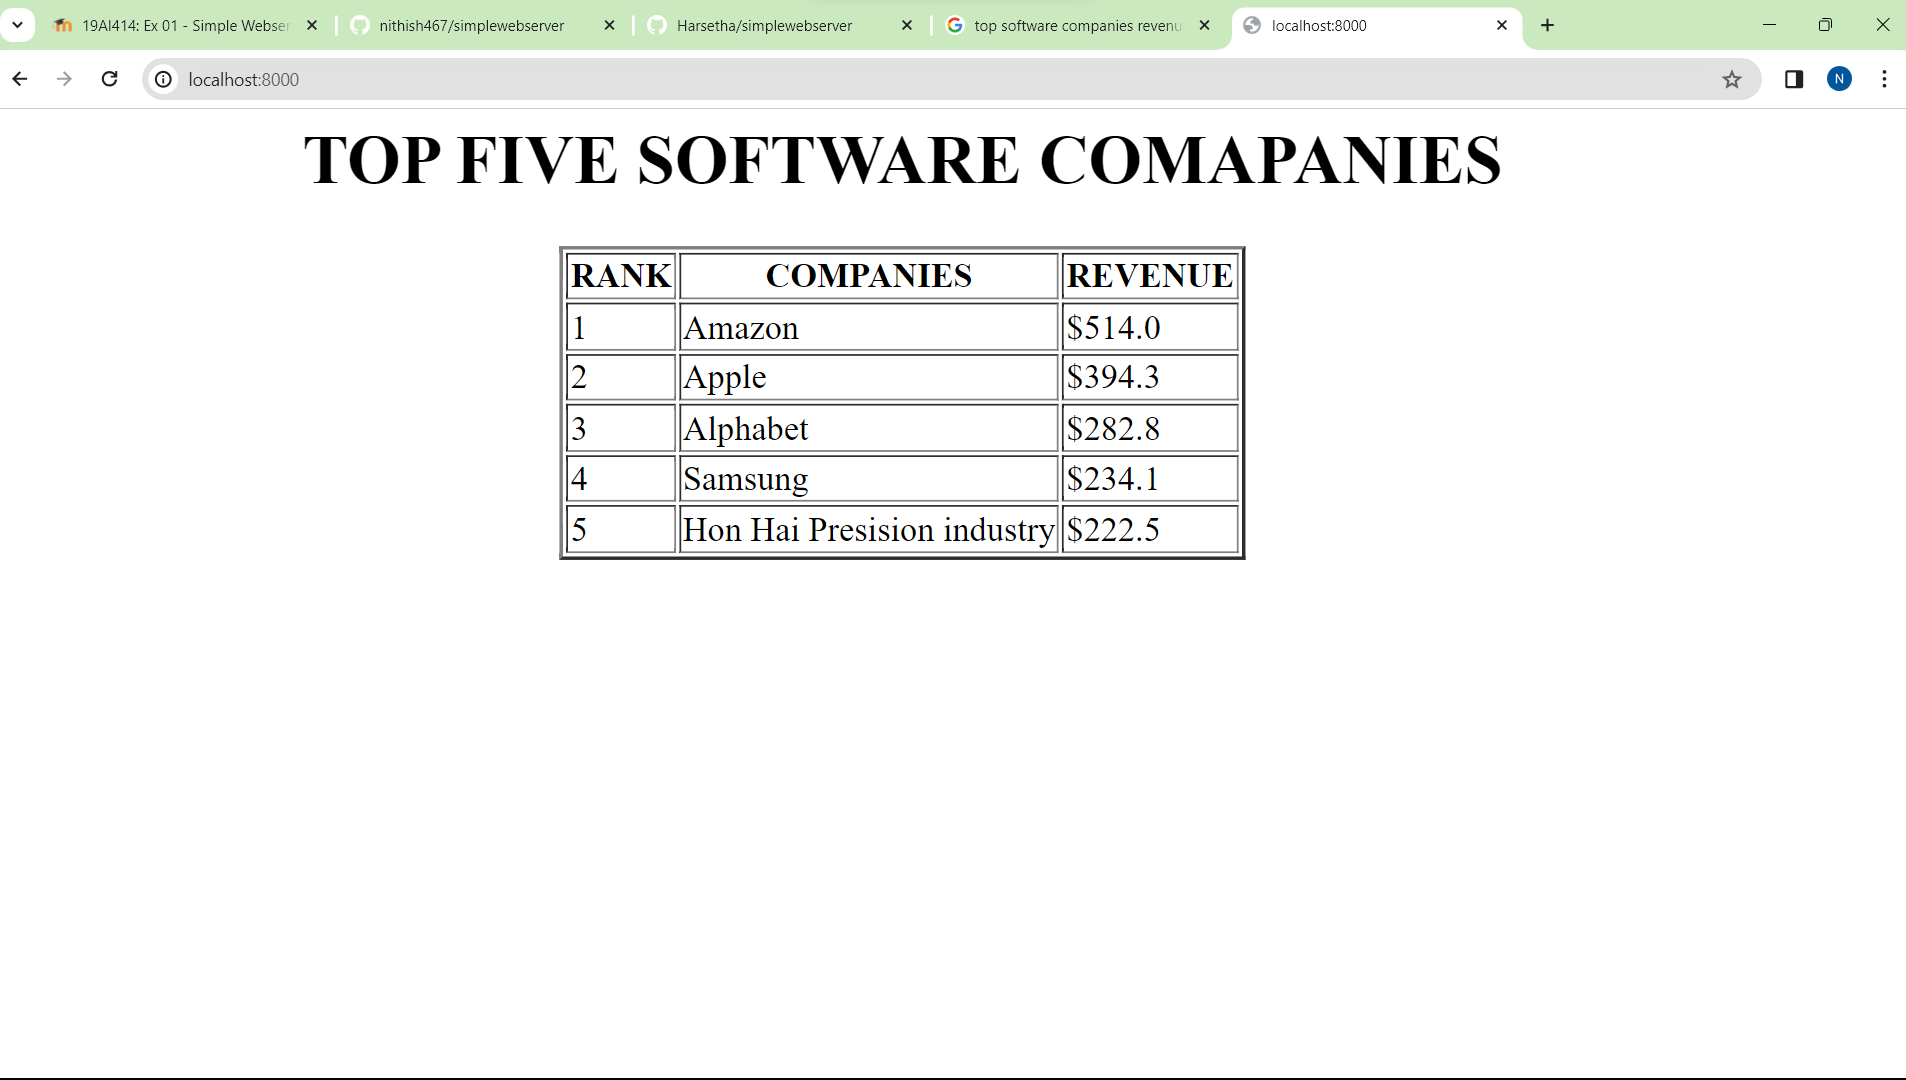 19AI414: Ex 01 - Simple Webser
nithish467/simplewebserver
Harsetha/simplewebserver
top software companies revenu
localhost:8000
localhost:8000
N
TOP FIVE SOFTWARE COMAPANIES
RANK COMPANIES REVENUE
1 Amazon $514.0
2 Apple $394.3
3 Alphabet $282.8
4 Samsung $234.1
5 Hon Hai Presision industry $222.5